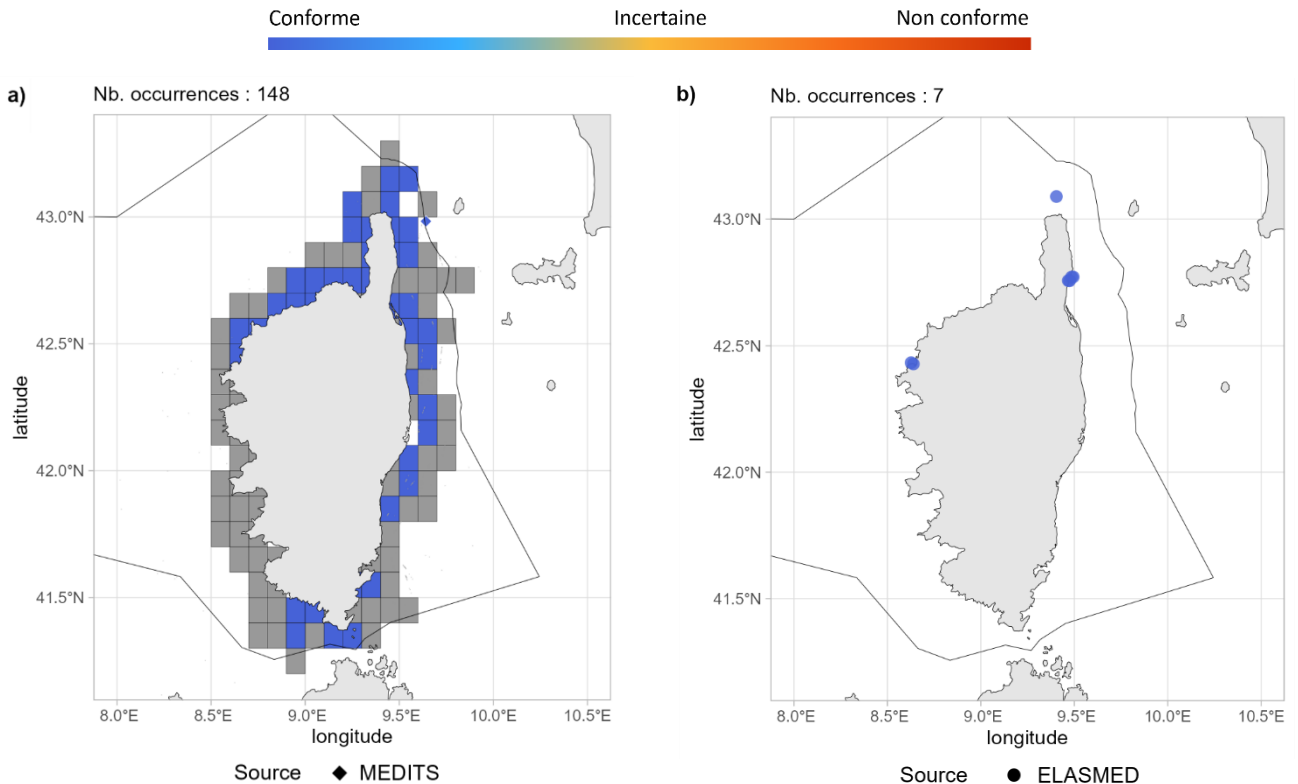 Conforme Incertaine Non conforme
a) Nb. occurrences : 148
43.0°N
42.5°N
42.0°N
41.5°N
latitude
8.0°E 8.5°E 9.0°E 9.5°E 10.0°E 10.5°E
longitude
Source MEDITS
b) Nb. occurrences : 7
43.0°N
42.5°N
42.0°N
41.5°N
latitude
8.0°E 8.5°E 9.0°E 9.5°E 10.0°E 10.5°E
longitude
Source ELASMED